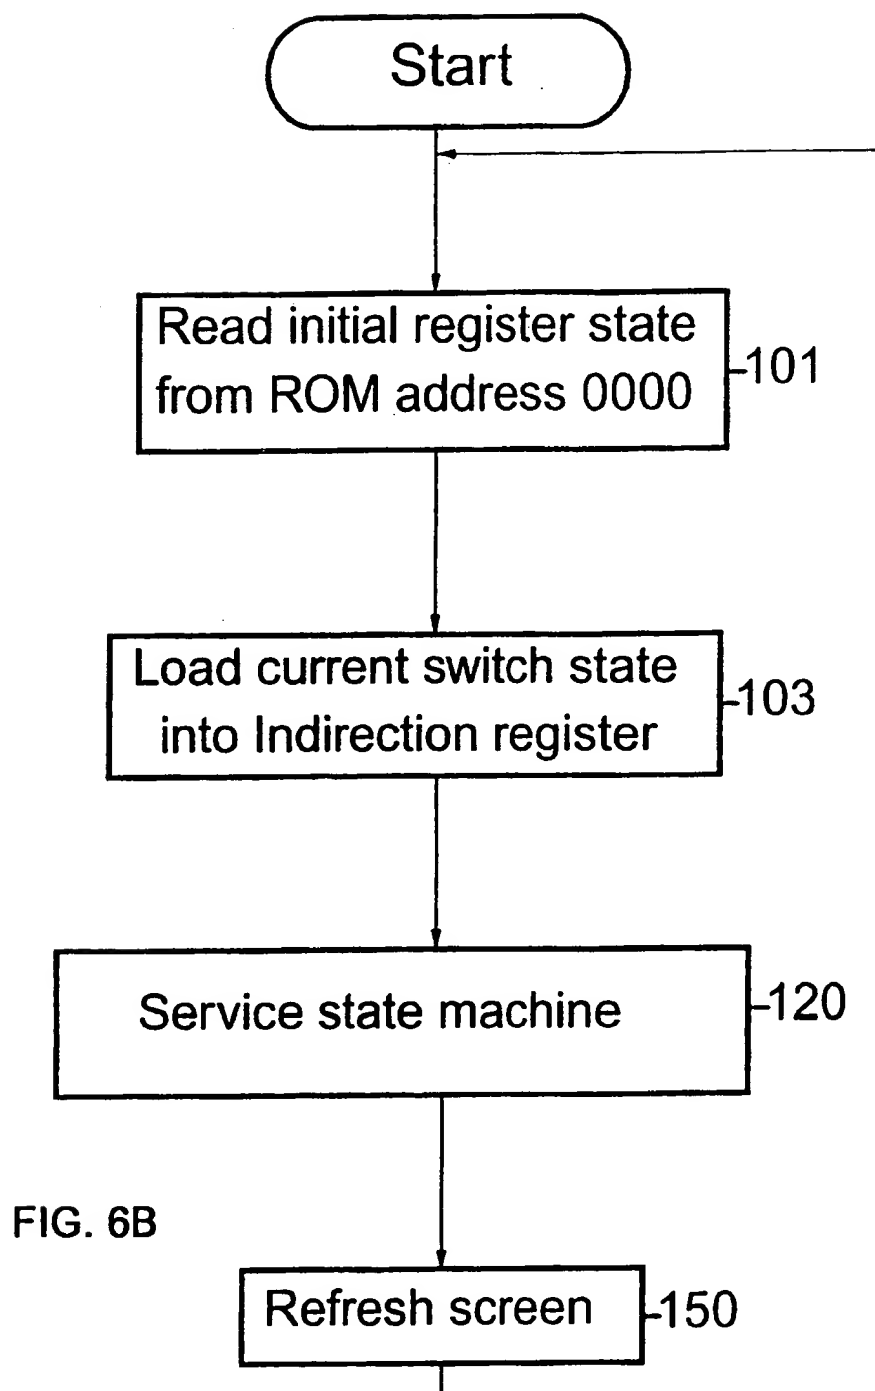 Start
Read initial register state
from ROM address 0000
101
Load current switch state
into Indirection register
103
Service state machine
120
FIG. 6B
Refresh screen
150